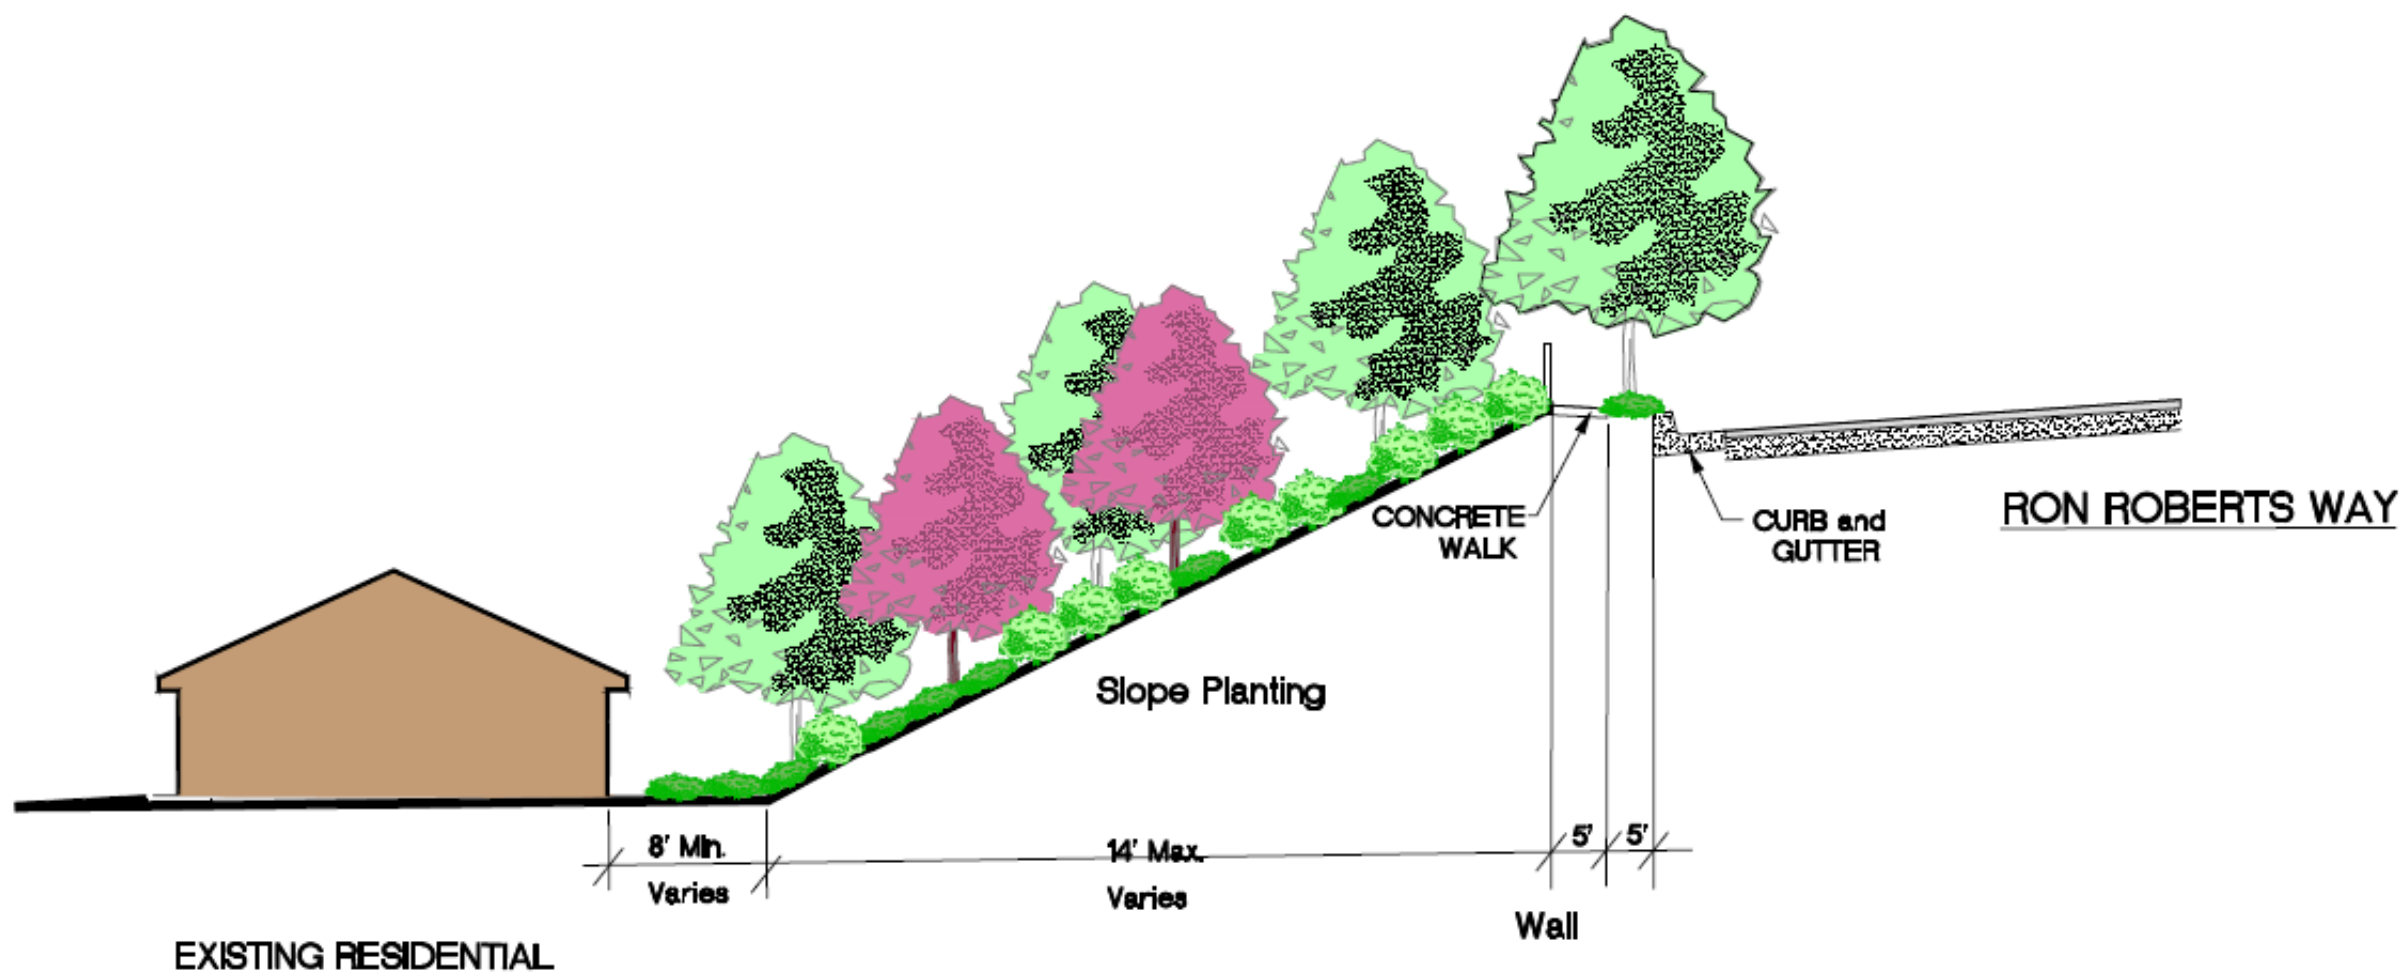 CONCRETE
WALK
CURB and
GUTTER
RON ROBERTS WAY
Slope Planting
8' Min.
Varies
14' Max.
Varies
5'
5'
Wall
EXISTING RESIDENTIAL